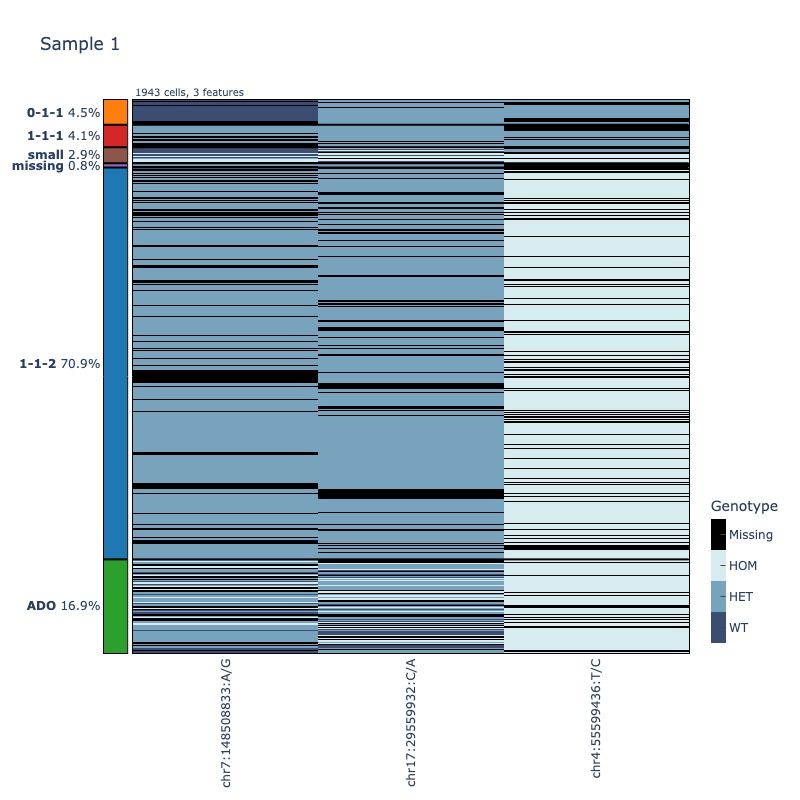 Sample 1
1943 cells, 3 features
0-1-1 4.5%
1-1-1 4.1%
small 2.9%
missing 0.8%
1-1-2 70.9%
ADO 16.9%
Genotype
Missing
HOM
HET
WT
chr7:148508833:A/G
chr17:29559932:C/A
chr4:55599436:T/C